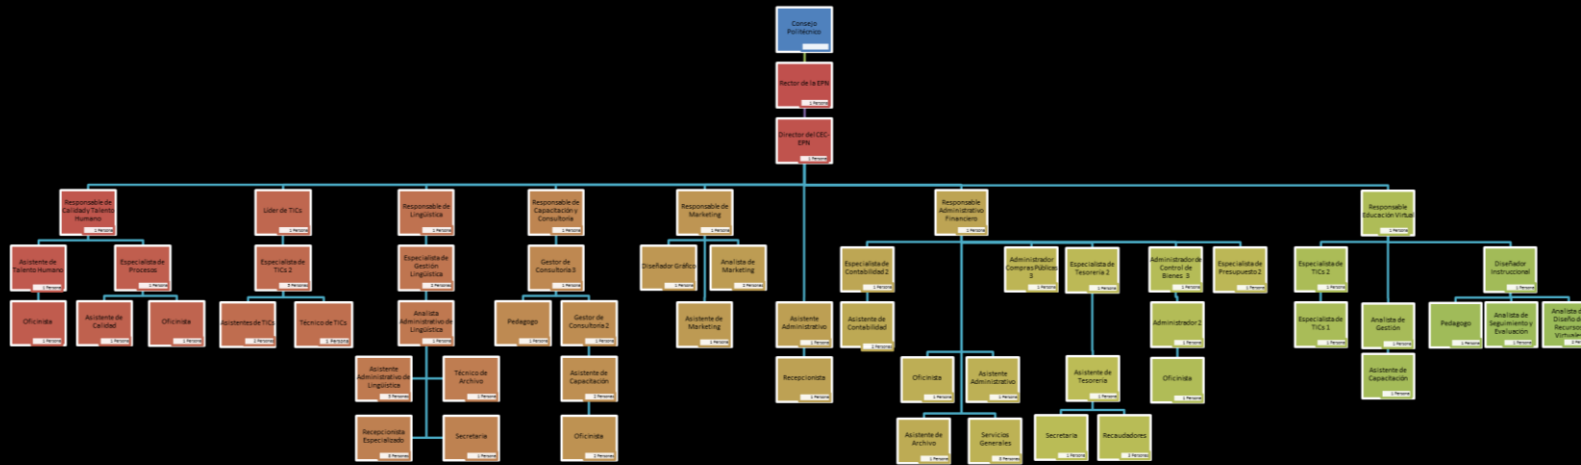 Consejo
Politécnico
Rector de la EPN
1 Persona
Director del CEC-
EPN
1 Persona
Responsable de
Calidad y Talento
Humano
1 Persona
Líder de TICs
1 Persona
Responsable de
Lingüística
1 Persona
Responsable de
Capacitación y
Consultoría
1 Persona
Responsable de
Marketing
1 Persona
Responsable
Administrativo
Financiero
1 Persona
Responsable
Educación Virtual
1 Persona
Asistente de
Talento Humano
Especialista de
Procesos
1 Persona
Especialista de
TICs 2
Especialista de
Gestión
Lingüística
Gestor de
Consultoría 3
1 Persona
Diseñador Gráfico
1 Persona
Analista de
Marketing
Especialista de
Contabilidad 2
1 Persona
Administrador
Compras Públicas
3
1 Persona
Especialista de
Tesorería 2
1 Persona
Administrador de
Control de
Bienes 3
1 Persona
Especialista de
Presupuesto 2
1 Persona
Especialista de
TICs 2
1 Persona
Diseñador
Instruccional
1 Persona
Oficinista
1 Persona
Asistente de
Calidad
1 Persona
Oficinista
1 Persona
Asistentes de TICs
Técnico de TICs
Analista
Administrativo de
Lingüística
1 Persona
Pedagogo
1 Persona
Gestor de
Consultoría 2
1 Persona
Asistente de
Marketing
1 Persona
Asistente
Administrativo
1 Persona
Asistente de
Contabilidad
Administrador 2
1 Persona
Especialista de
TICs 1
1 Persona
Analista de
Gestión
1 Persona
Pedagogo
1 Persona
Analista de
Seguimiento y
Evaluación
1 Persona
Analista de
Diseño de
Recursos
Virtuales
Asistente
Administrativo de
Lingüística
Técnico de
Archivo
1 Persona
Asistente de
Capacitación
Recepcionista
1 Persona
Oficinista
1 Persona
Asistente
Administrativo
1 Persona
Asistente de
Tesorería
1 Persona
Oficinista
1 Persona
Asistente de
Capacitación
1 Persona
Recepcionista
Especializado
Secretaria
1 Persona
Oficinista
Asistente de
Archivo
1 Persona
Servicios
Generales
Secretaria
1 Persona
Recaudadores